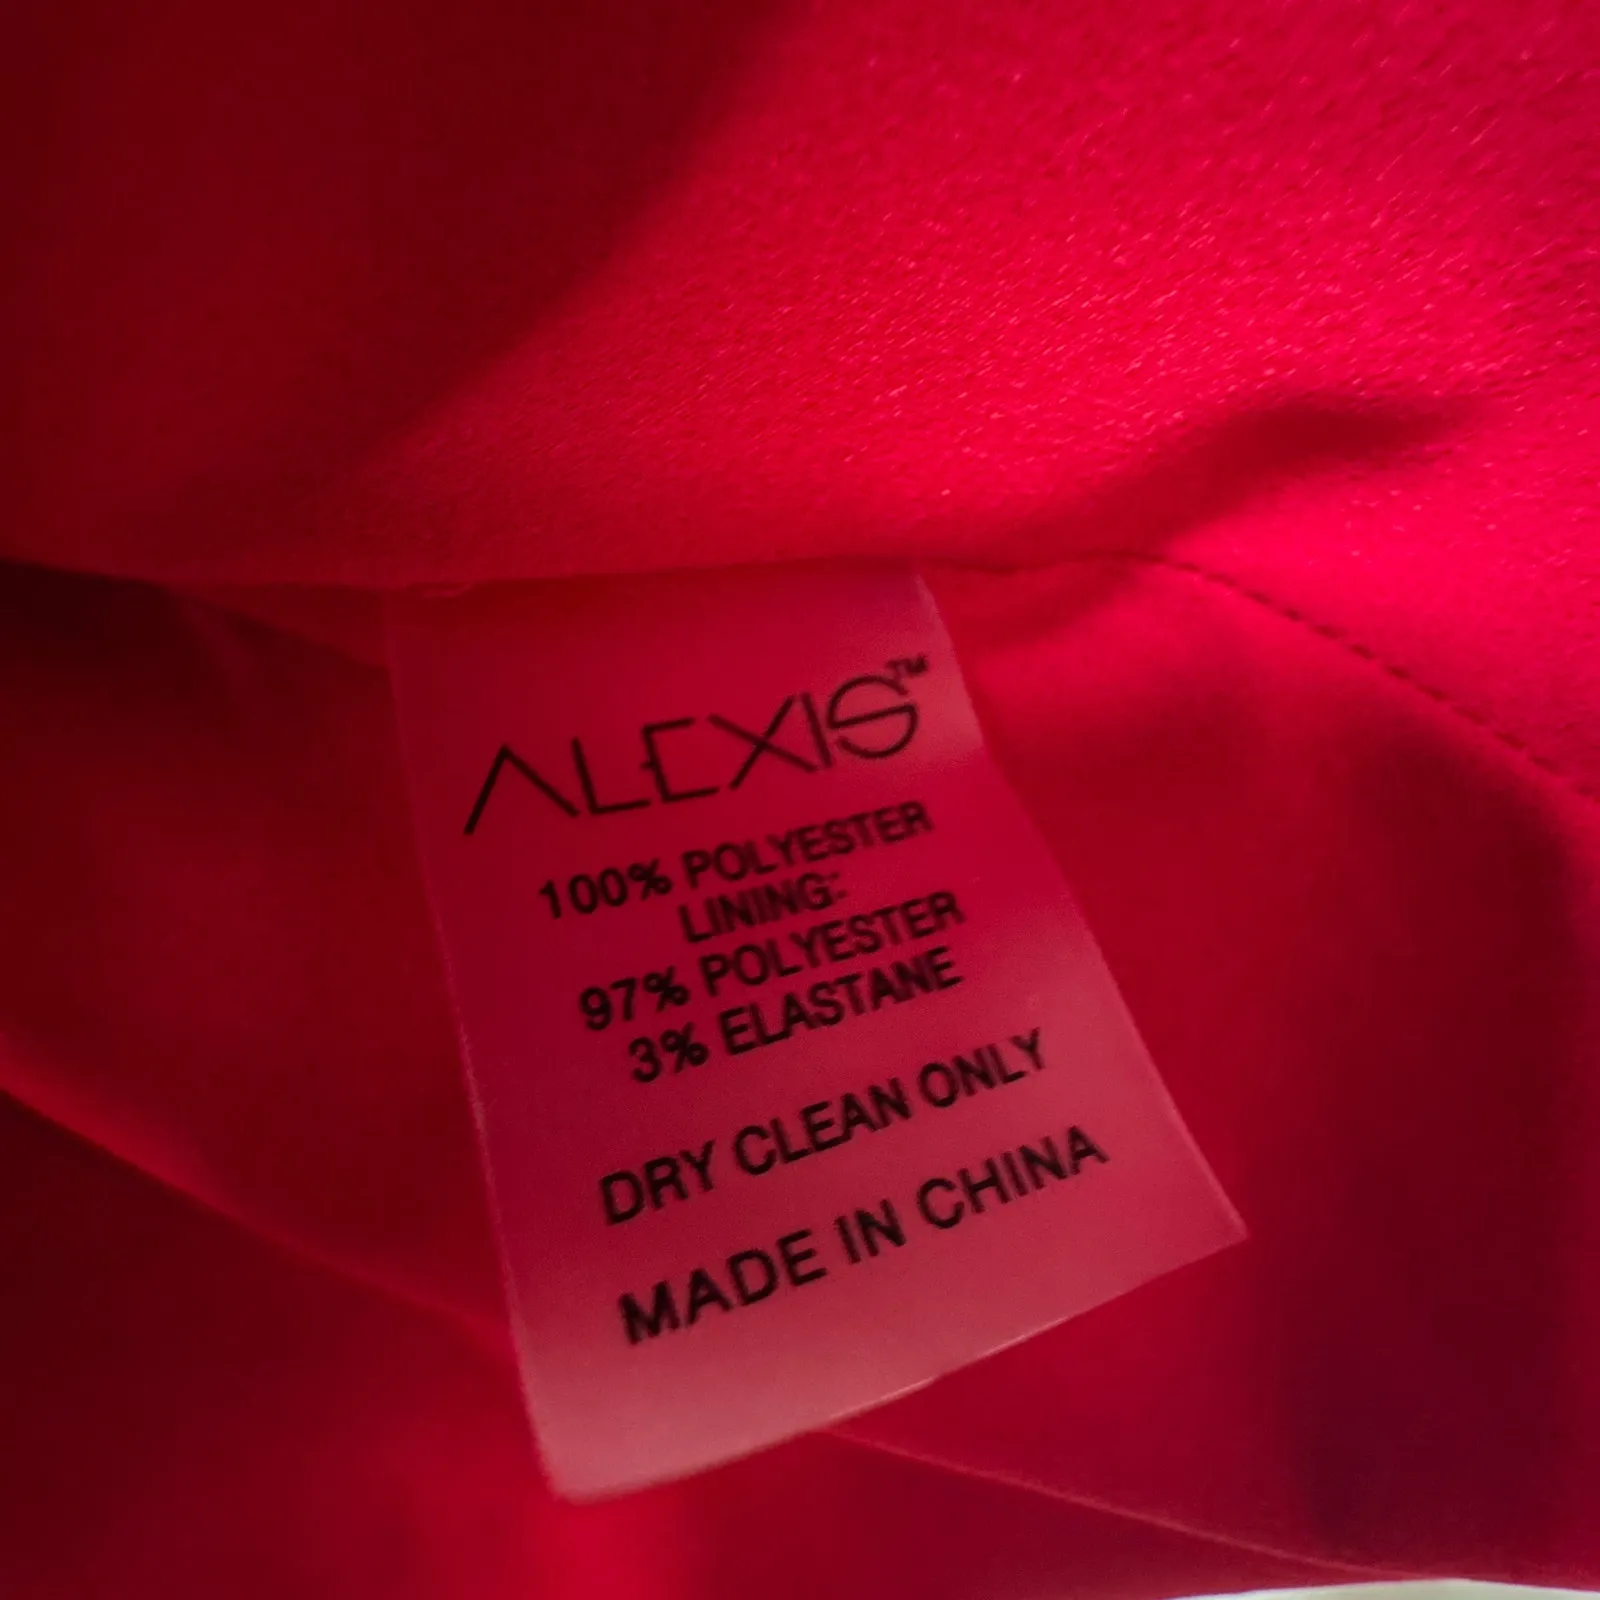 ALEXIS™
100% POLYESTER
LINING:
97% POLYESTER
3% ELASTANE
DRY CLEAN ONLY
MADE IN CHINA